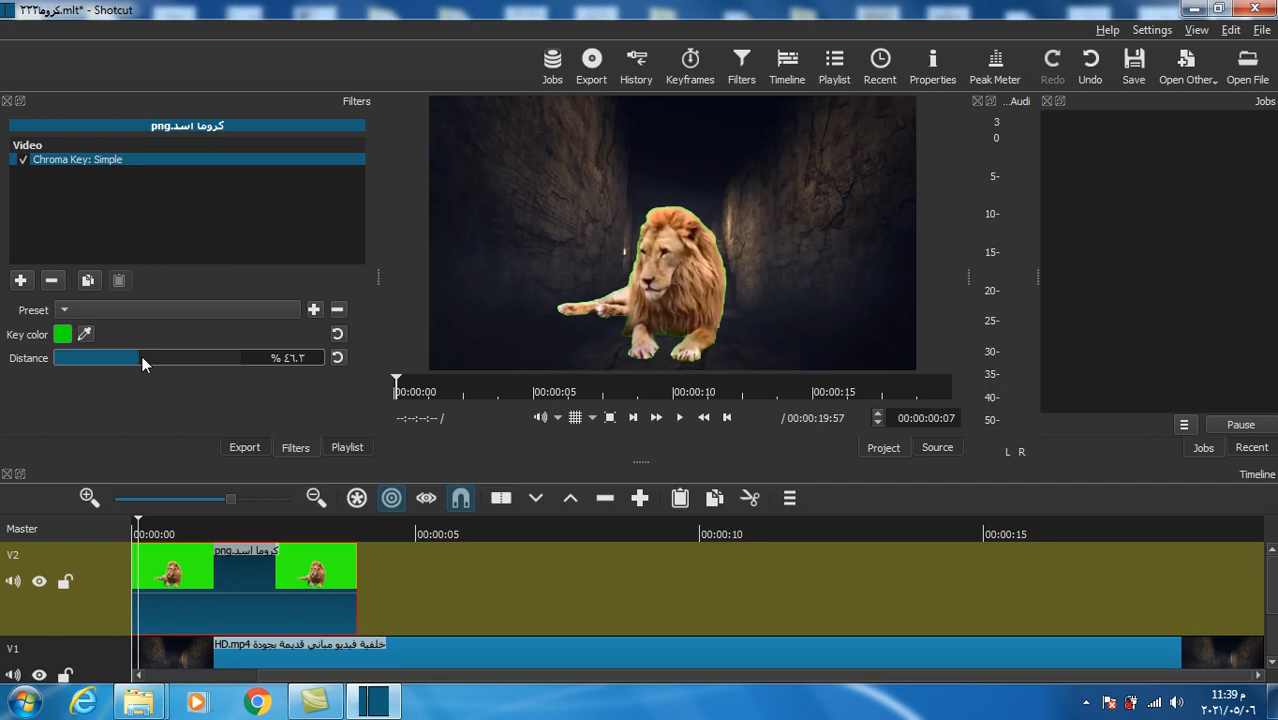 كروما٢٢٢.mlt* - Shotcut
Help Settings View Edit File
Jobs Export History Keyframes Filters Timeline Playlist Recent Properties Peak Meter Redo Undo Save Open Other... Open File
Filters
...Audi
Jobs
كروما اسد.png
Video
Chroma Key: Simple
Preset
Key color
Distance
% ٤٦.٣
3
0
5-
10-
15-
20-
25-
30-
35-
40-
50-
L R
00:00:00 00:00:05 00:00:10 00:00:15
--:--:--:-- / / 00:00:19:57 00:00:00:07
Pause
Export Filters Playlist
Project Source
Jobs Recent
Timeline
Master
00:00:00 00:00:05 00:00:10 00:00:15
V2
كروما اسد.png
V1
خلفية فيديو مباني قديمة بجودة HD.mp4
م 11:39
٢٠٢١/٠٥/٠٦